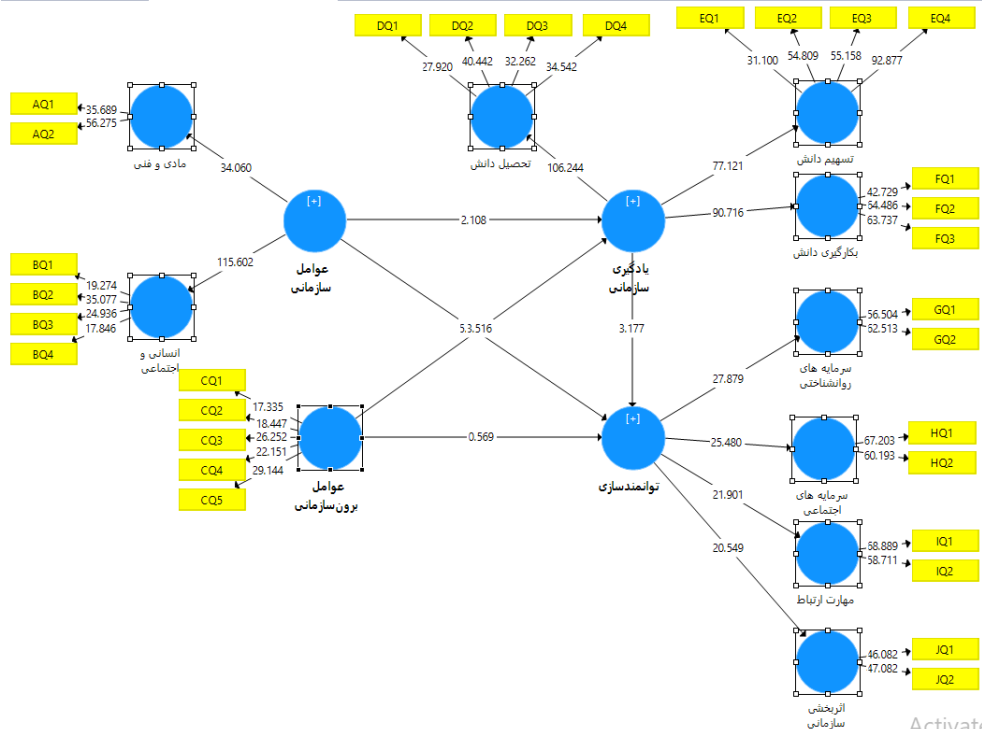 DQ1
DQ2
DQ3
DQ4
EQ1
EQ2
EQ3
EQ4
27.920
40.442
32.262
34.542
31.100
54.809
55.158
92.877
AQ1
AQ2
35.689
56.275
مادی و فنی
تحصیل دانش
تسهیم دانش
34.060
106.244
77.121
FQ1
FQ2
FQ3
42.729
54.486
63.737
بکارگیری دانش
[+]
[+]
2.108
90.716
عوامل
سازمانی
یادگیری
سازمانی
115.602
BQ1
BQ2
BQ3
BQ4
19.274
35.077
24.936
17.846
انسانی و
اجتماعی
3.177
GQ1
GQ2
56.504
52.513
سرمایه های
روانشناختی
27.879
CQ1
CQ2
CQ3
CQ4
CQ5
17.335
18.447
26.252
22.151
29.144
عوامل
برون‌سازمانی
0.569
[+]
توانمندسازی
25.480
HQ1
HQ2
67.203
60.193
سرمایه های
اجتماعی
21.901
IQ1
IQ2
58.711
مهارت ارتباط
20.549
JQ1
JQ2
46.082
47.082
اثربخشی
سازمانی